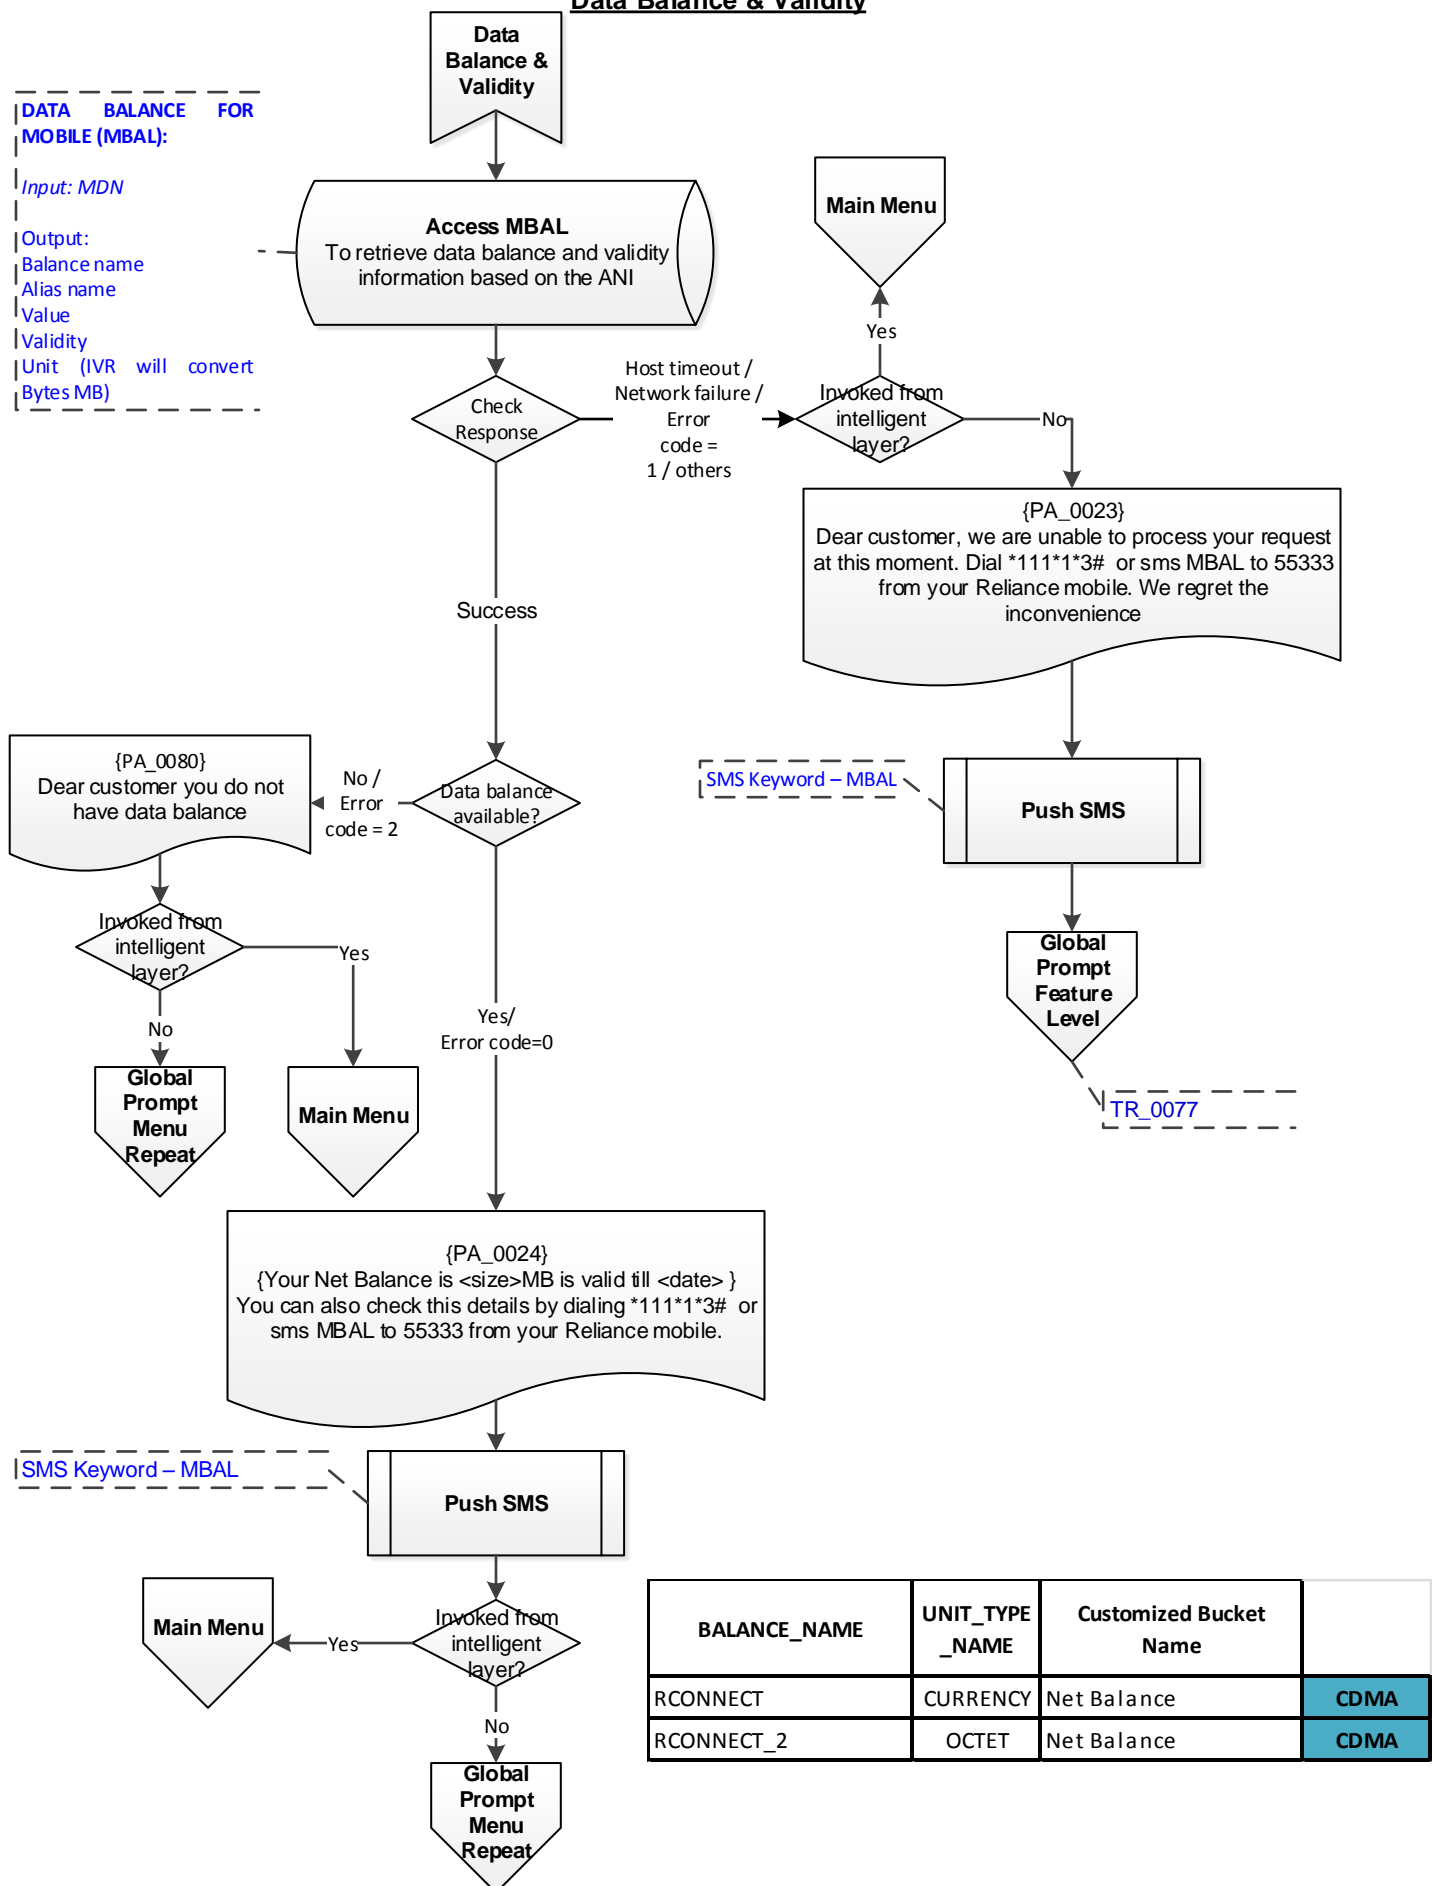 Data Balance & Validity
Data
Balance &
Validity
DATA BALANCE FOR
MOBILE (MBAL):
Input: MDN
Output:
Balance name
Alias name
Value
Validity
Unit (IVR will convert
Bytes MB)
Access MBAL
To retrieve data balance and validity
information based on the ANI
Main Menu
Yes
Check
Response
Host timeout /
Network failure /
Error
code =
1 / others
Invoked from
intelligent
layer?
No
{PA_0023}
Dear customer, we are unable to process your request
at this moment. Dial *111*1*3# or sms MBAL to 55333
from your Reliance mobile. We regret the
inconvenience
Success
{PA_0080}
Dear customer you do not
have data balance
No /
Error
code = 2
Data balance
available?
SMS Keyword – MBAL
Push SMS
Invoked from
intelligent
layer?
Yes
No
Global
Prompt
Menu
Repeat
Main Menu
Yes/
Error code=0
Global
Prompt
Feature
Level
TR_0077
{PA_0024}
{Your Net Balance is <size>MB is valid till <date> }
You can also check this details by dialing *111*1*3# or
sms MBAL to 55333 from your Reliance mobile.
SMS Keyword – MBAL
Push SMS
Main Menu
Yes
Invoked from
intelligent
layer?
No
Global
Prompt
Menu
Repeat
BALANCE_NAME UNIT_TYPE_NAME Customized Bucket Name
RCONNECT CURRENCY Net Balance CDMA
RCONNECT_2 OCTET Net Balance CDMA